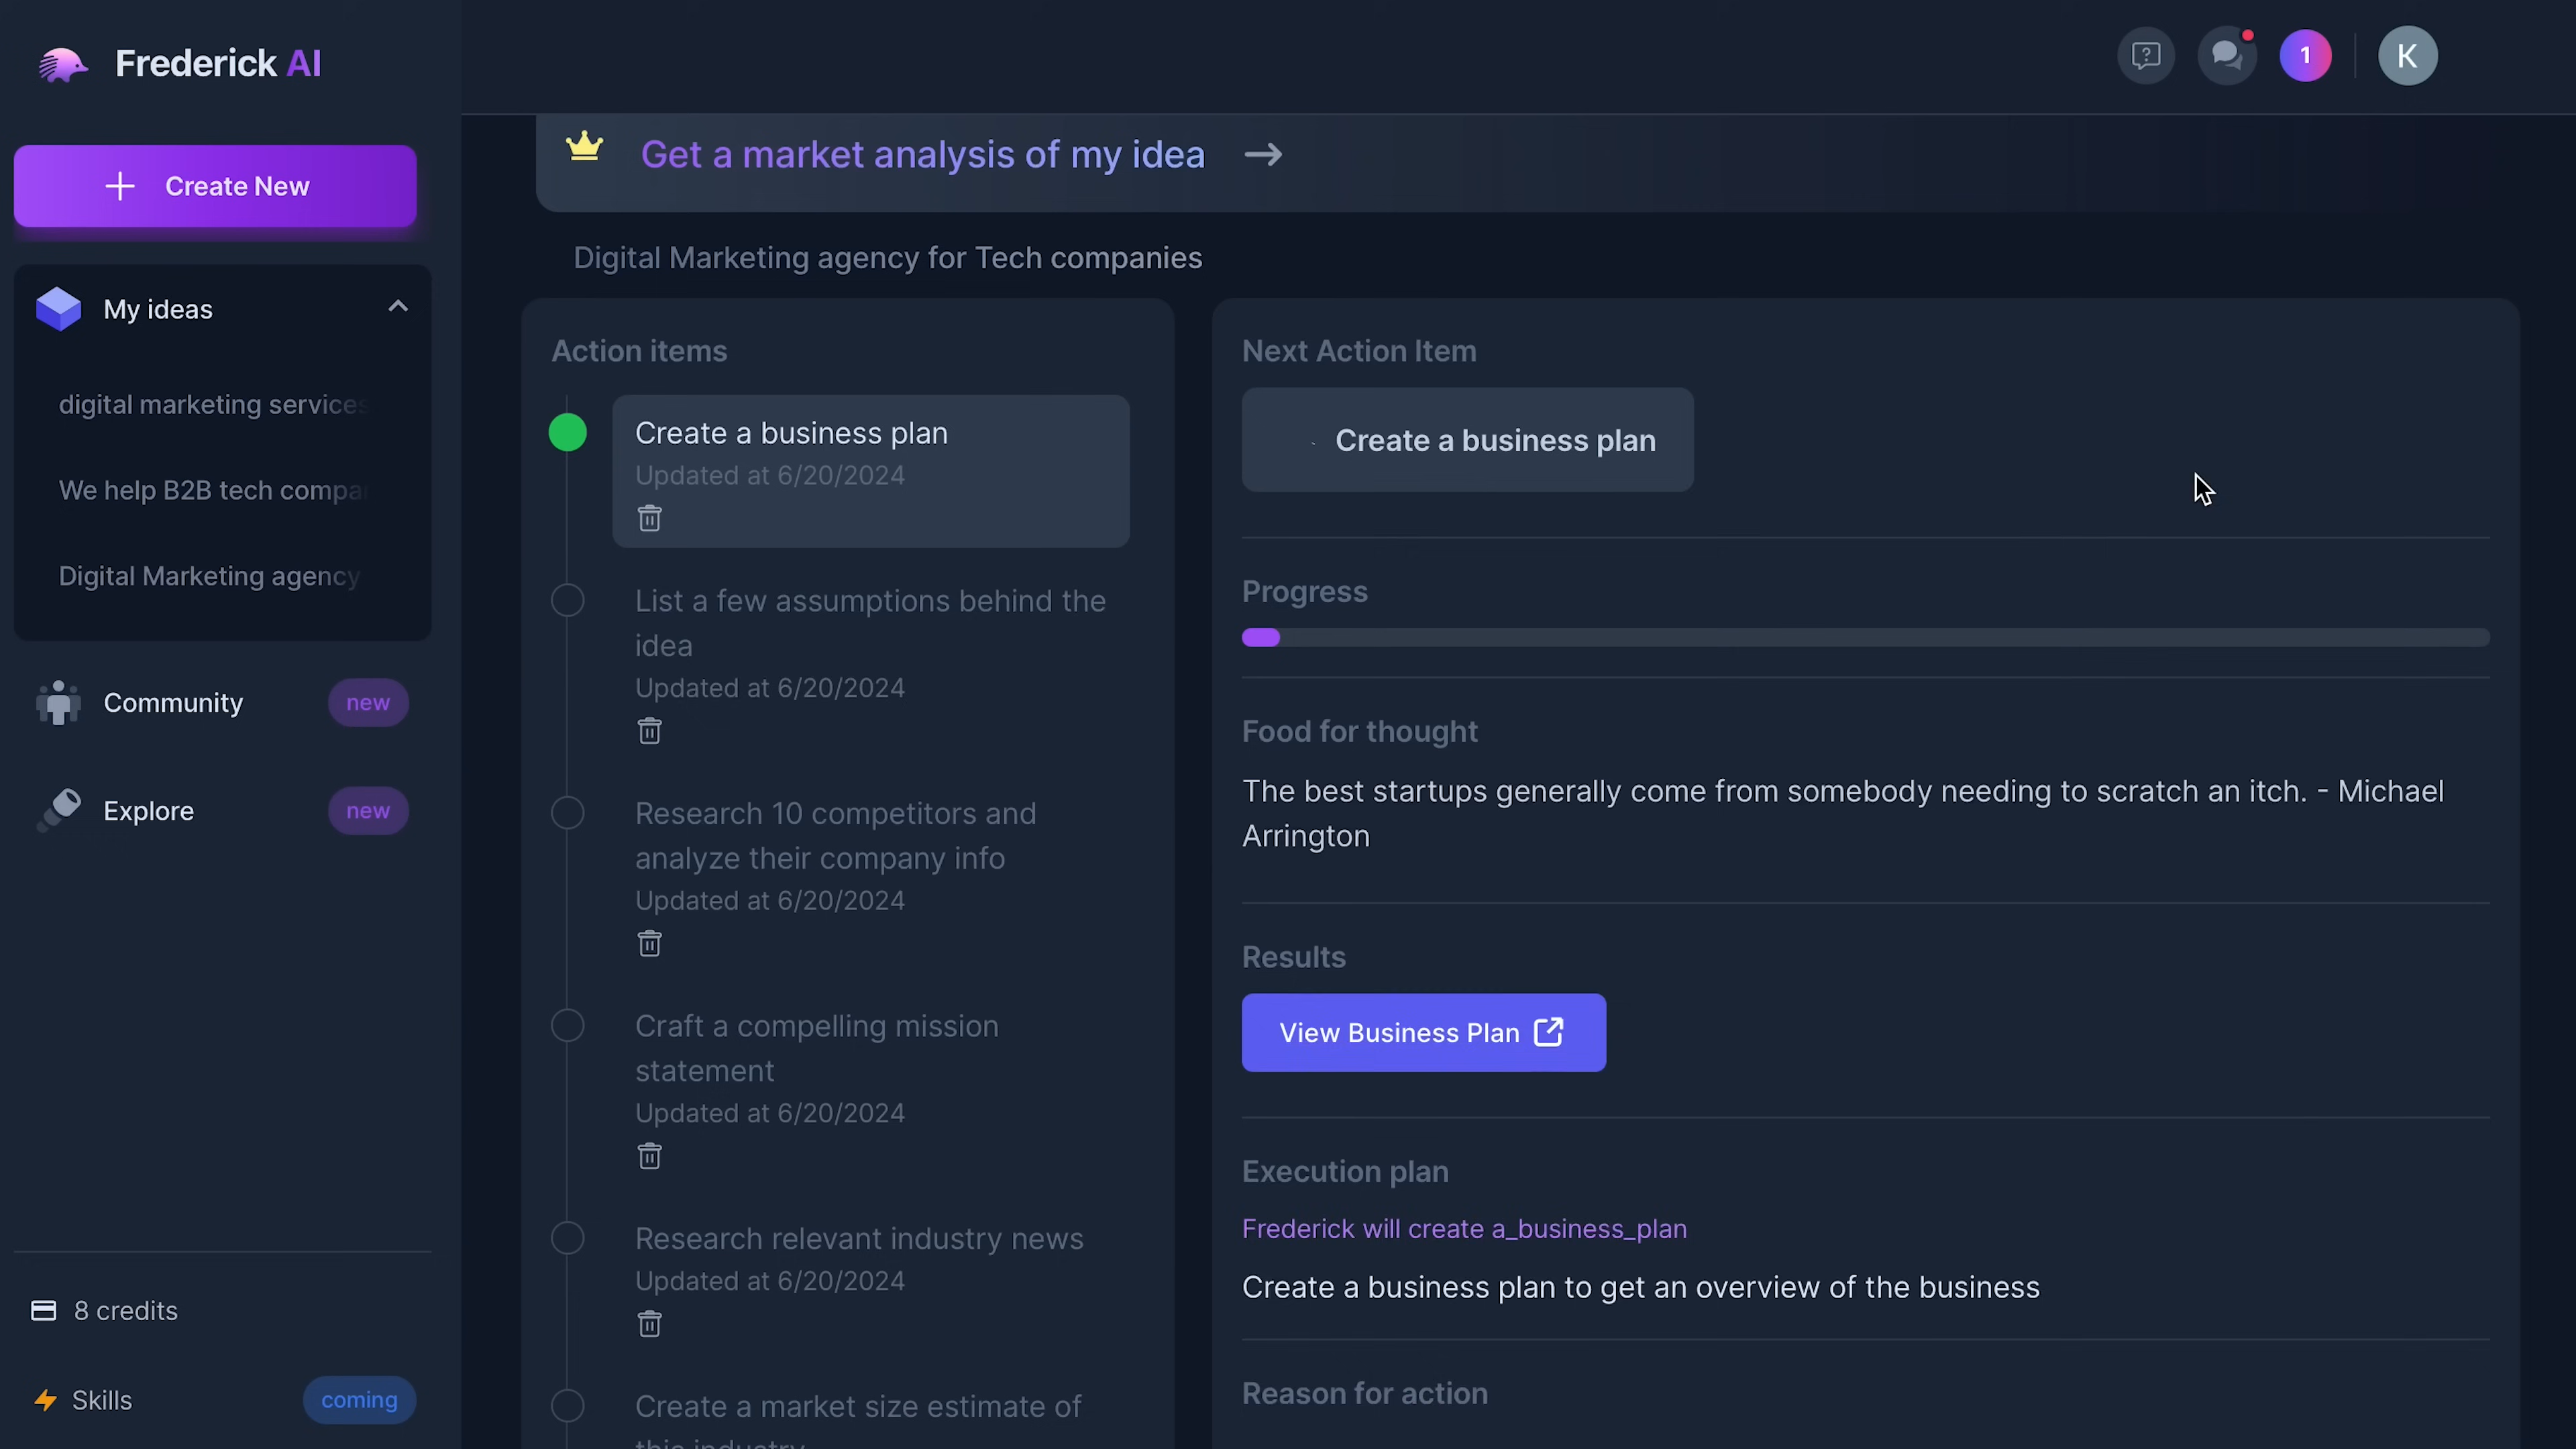 Frederick AI
1
K
Create New
My ideas
digital marketing services
We help B2B tech compa
Digital Marketing agency
Community new
Explore new
8 credits
Skills coming
Get a market analysis of my idea
Digital Marketing agency for Tech companies
Action items
Create a business plan
Updated at 6/20/2024
List a few assumptions behind the
idea
Updated at 6/20/2024
Research 10 competitors and
analyze their company info
Updated at 6/20/2024
Craft a compelling mission
statement
Updated at 6/20/2024
Research relevant industry news
Updated at 6/20/2024
Create a market size estimate of
this industry
Next Action Item
Create a business plan
Progress
Food for thought
The best startups generally come from somebody needing to scratch an itch. - Michael
Arrington
Results
View Business Plan
Execution plan
Frederick will create a_business_plan
Create a business plan to get an overview of the business
Reason for action